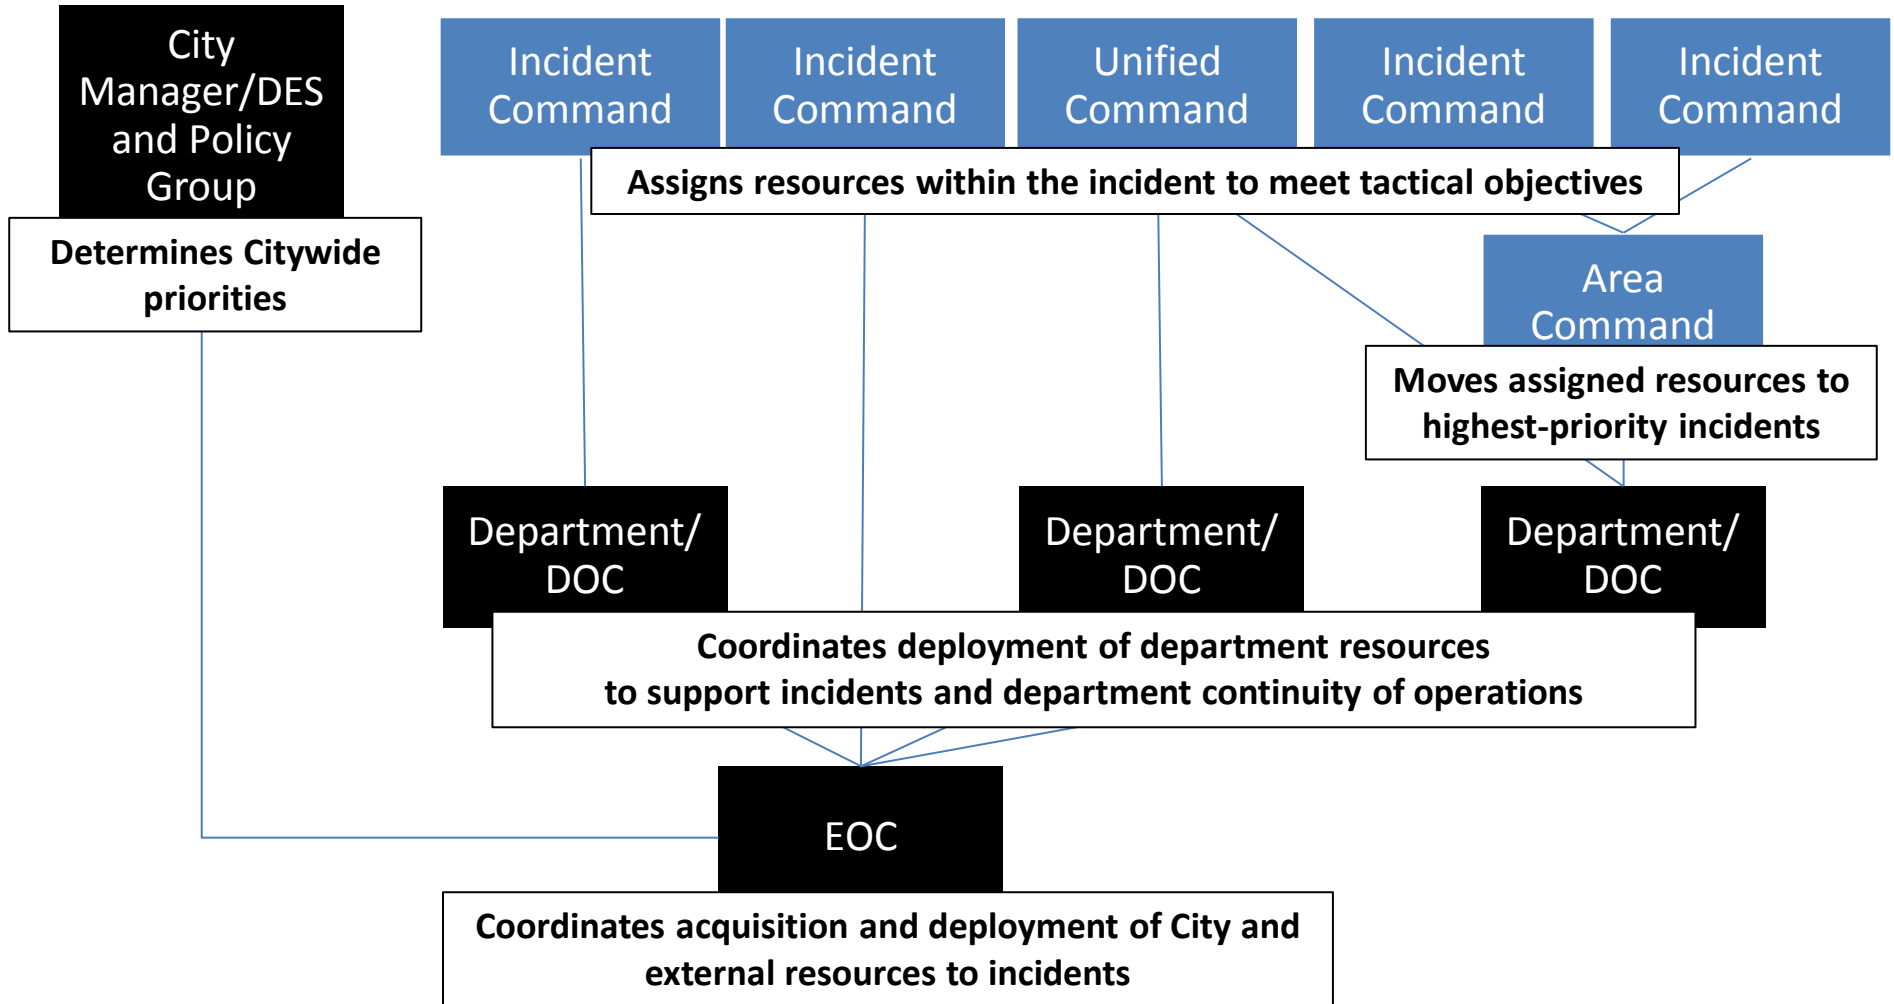 City
Manager/DES
and Policy
Group
Determines Citywide
priorities
Incident
Command
Incident
Command
Unified
Command
Incident
Command
Incident
Command
Assigns resources within the incident to meet tactical objectives
Area
Command
Moves assigned resources to
highest-priority incidents
Department/
DOC
Department/
DOC
Department/
DOC
Coordinates deployment of department resources
to support incidents and department continuity of operations
EOC
Coordinates acquisition and deployment of City and
external resources to incidents